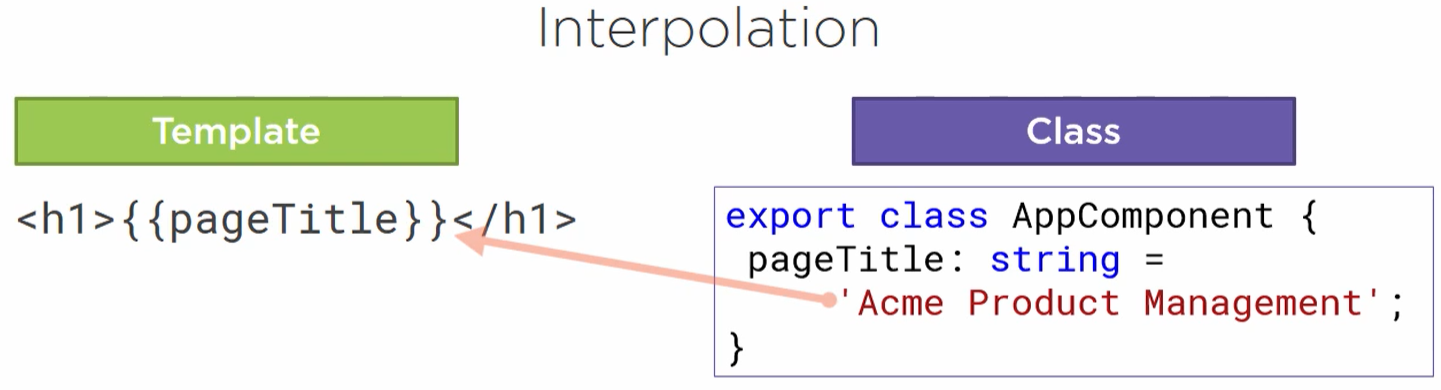 Interpolation
Template
<h1>{{pageTitle}}</h1>
Class
export class AppComponent {
pageTitle: string =
'Acme Product Management';
}